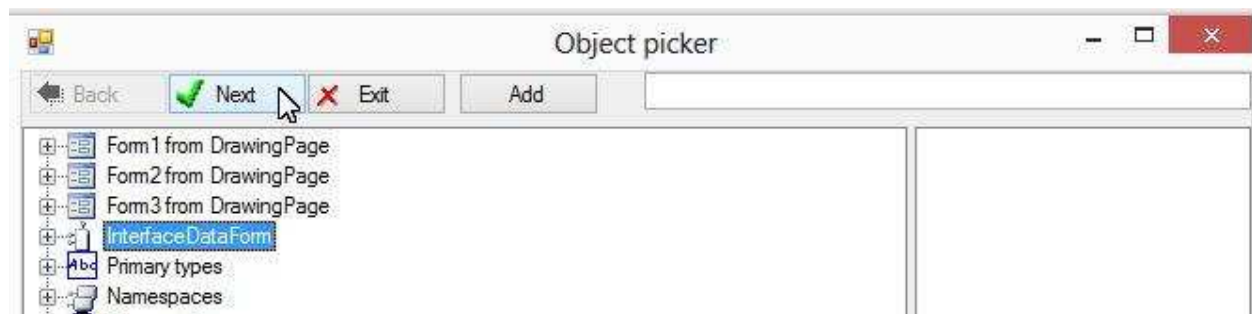 Object picker
Back Next Exit Add
Form1 from DrawingPage
Form2 from DrawingPage
Form3 from DrawingPage
InterfaceDataForm
Abc Primary types
Namespaces